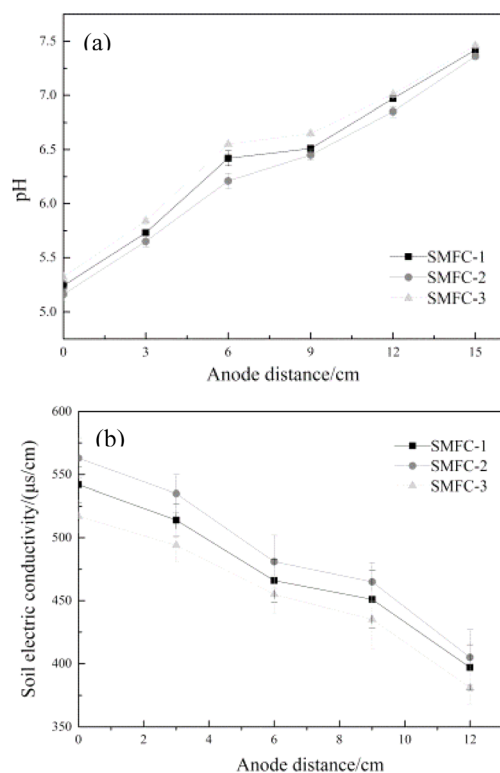 (a)
7.5
7.0
6.5
6.0
5.5
5.0
pH
0 3 6 9 12 15
Anode distance/cm
SMFC-1
SMFC-2
SMFC-3
(b)
600
550
500
450
400
350
Soil electric conductivity/(μs/cm)
0 2 4 6 8 10 12
Anode distance/cm
SMFC-1
SMFC-2
SMFC-3